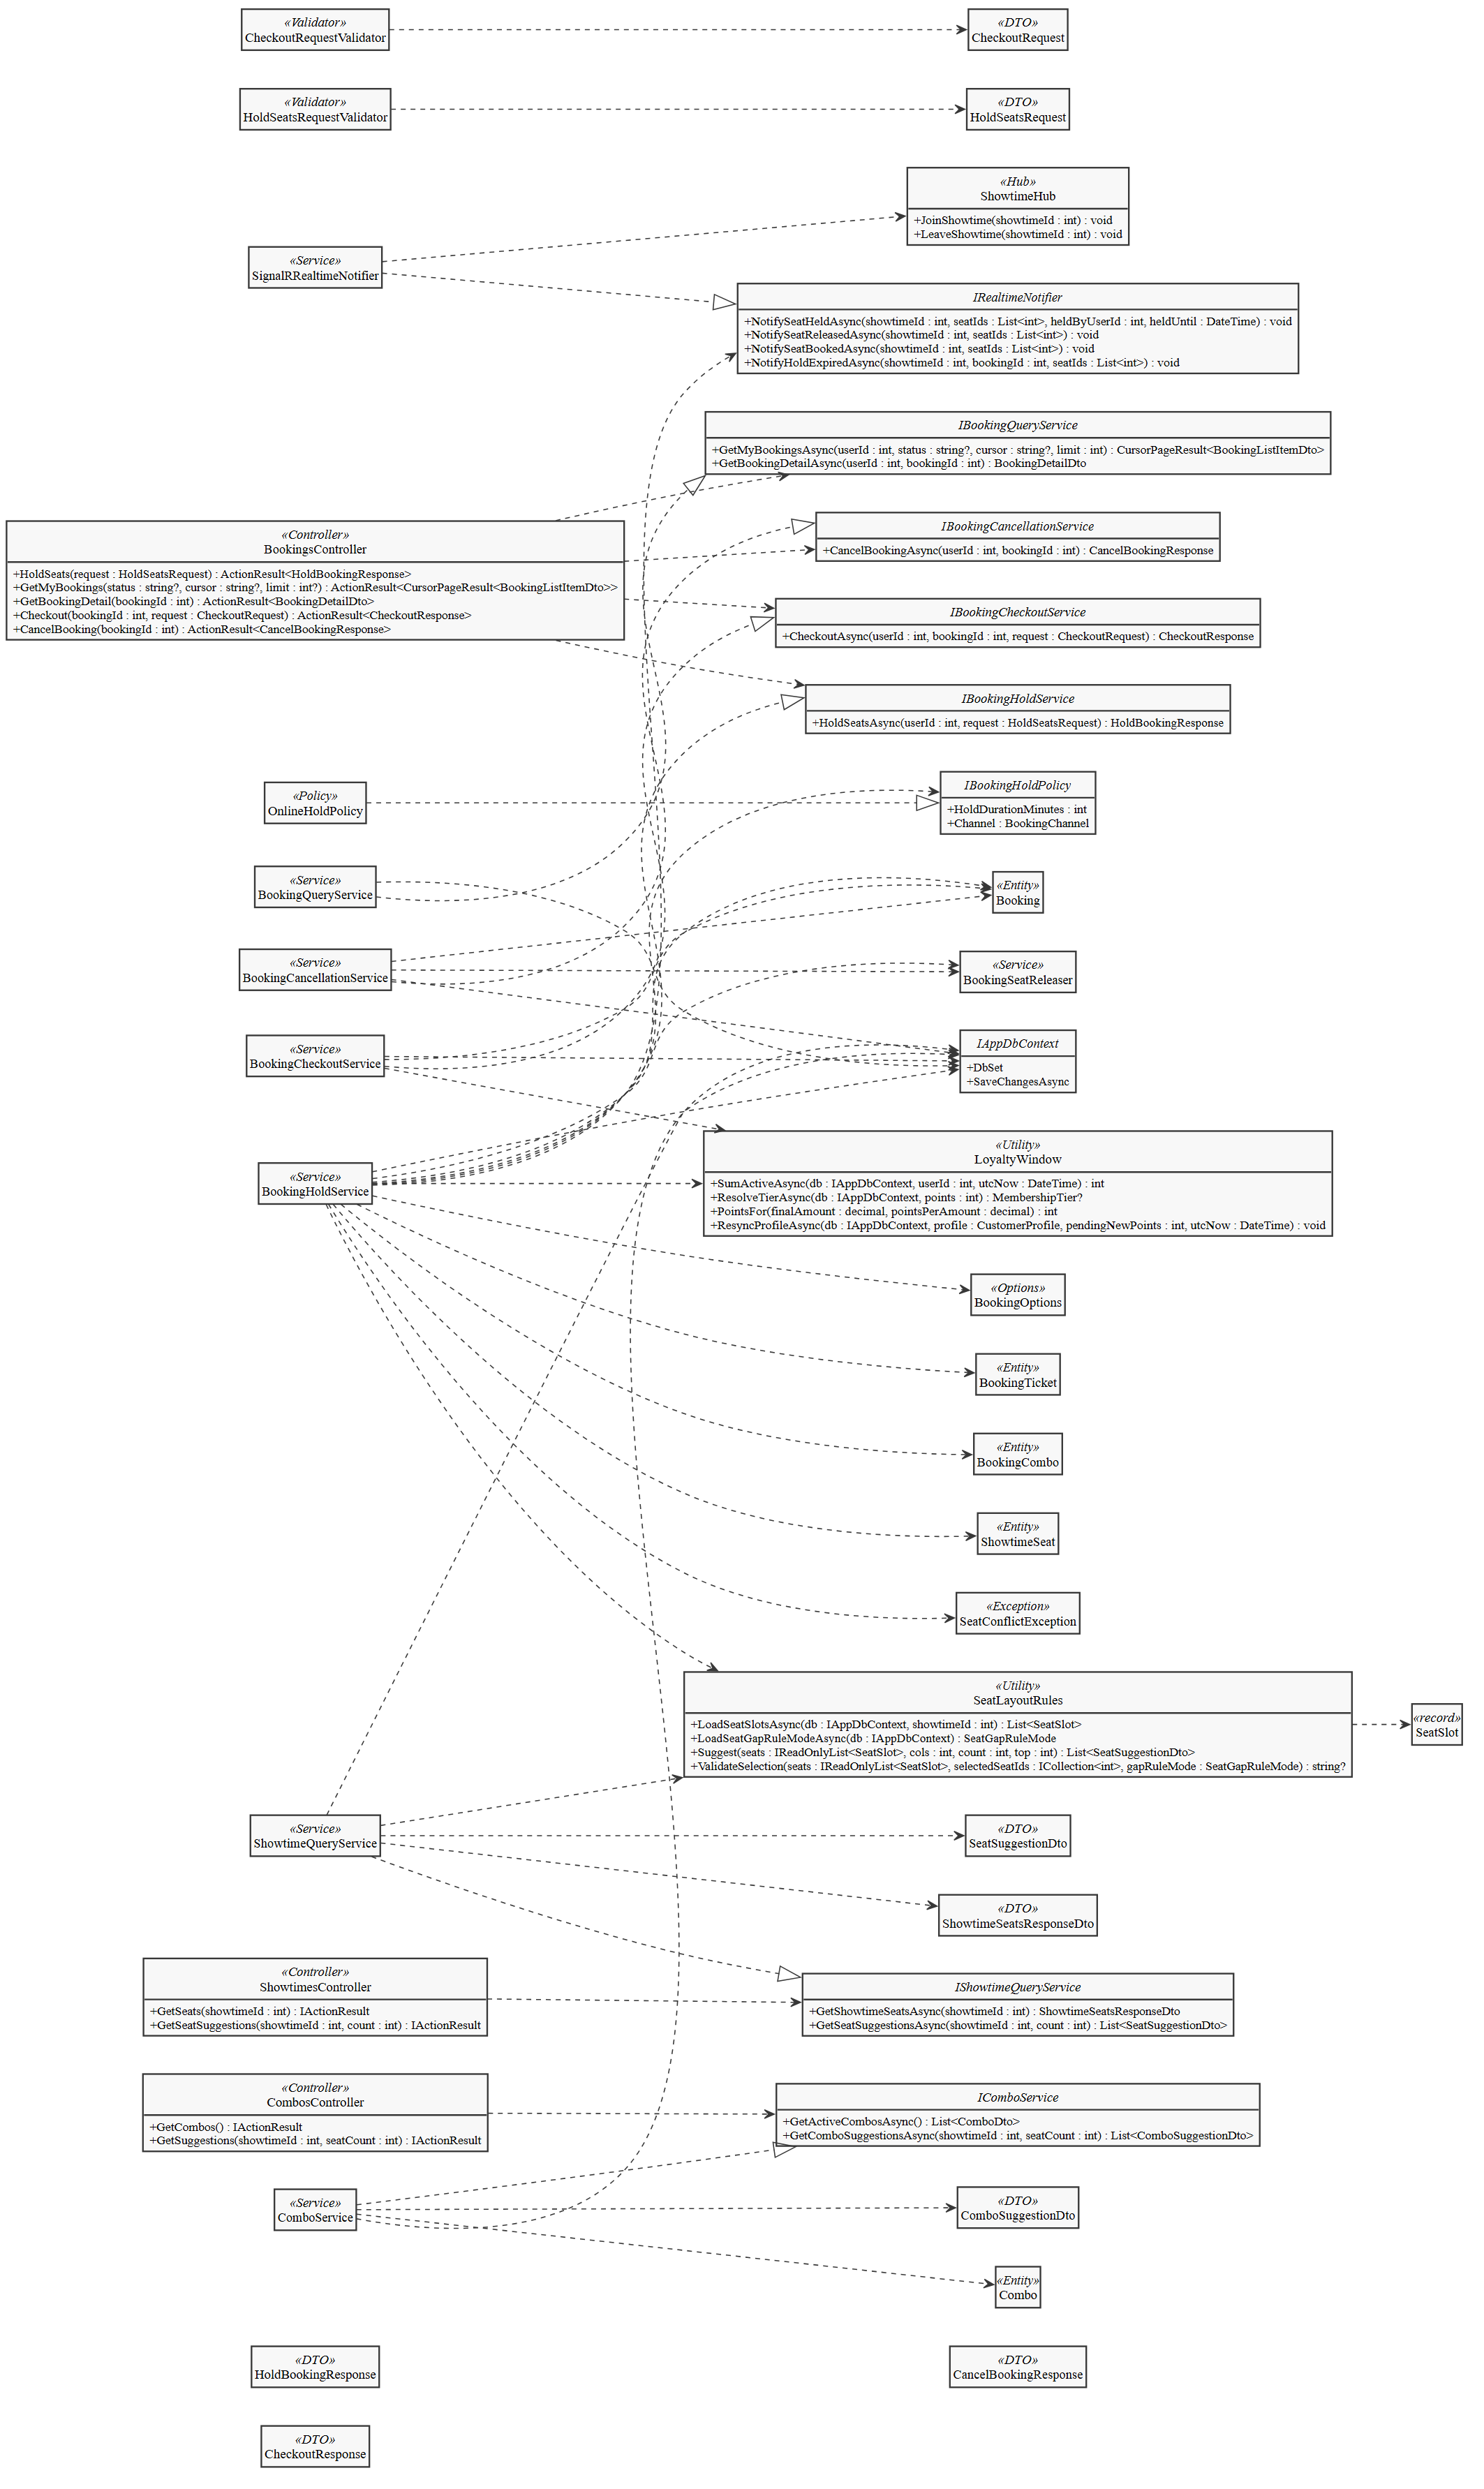 «Validator»
CheckoutRequestValidator
«DTO»
CheckoutRequest
«Validator»
HoldSeatsRequestValidator
«DTO»
HoldSeatsRequest
«Hub»
ShowtimeHub
+JoinShowtime(showtimeId : int) : void
+LeaveShowtime(showtimeId : int) : void
«Service»
SignalRRealtimeNotifier
IRealtimeNotifier
+NotifySeatHeldAsync(showtimeId : int, seatIds : List<int>, heldByUserId : int, heldUntil : DateTime) : void
+NotifySeatReleasedAsync(showtimeId : int, seatIds : List<int>) : void
+NotifySeatBookedAsync(showtimeId : int, seatIds : List<int>) : void
+NotifyHoldExpiredAsync(showtimeId : int, bookingId : int, seatIds : List<int>) : void
IBookingQueryService
+GetMyBookingsAsync(userId : int, status : string?, cursor : string?, limit : int) : CursorPageResult<BookingListItemDto>
+GetBookingDetailAsync(userId : int, bookingId : int) : BookingDetailDto
«Controller»
BookingsController
+HoldSeats(request : HoldSeatsRequest) : ActionResult<HoldBookingResponse>
+GetMyBookings(status : string?, cursor : string?, limit : int?) : ActionResult<CursorPageResult<BookingListItemDto>>
+GetBookingDetail(bookingId : int) : ActionResult<BookingDetailDto>
+Checkout(bookingId : int, request : CheckoutRequest) : ActionResult<CheckoutResponse>
+CancelBooking(bookingId : int) : ActionResult<CancelBookingResponse>
IBookingCancellationService
+CancelBookingAsync(userId : int, bookingId : int) : CancelBookingResponse
IBookingCheckoutService
+CheckoutAsync(userId : int, bookingId : int, request : CheckoutRequest) : CheckoutResponse
IBookingHoldService
+HoldSeatsAsync(userId : int, request : HoldSeatsRequest) : HoldBookingResponse
«Policy»
OnlineHoldPolicy
IBookingHoldPolicy
+HoldDurationMinutes : int
+Channel : BookingChannel
«Service»
BookingQueryService
«Entity»
Booking
«Service»
BookingCancellationService
«Service»
BookingSeatReleaser
«Service»
BookingCheckoutService
IAppDbContext
+DbSet
+SaveChangesAsync
«Service»
BookingHoldService
«Utility»
LoyaltyWindow
+SumActiveAsync(db : IAppDbContext, userId : int, utcNow : DateTime) : int
+ResolveTierAsync(db : IAppDbContext, points : int) : MembershipTier?
+PointsFor(finalAmount : decimal, pointsPerAmount : decimal) : int
+ResyncProfileAsync(db : IAppDbContext, profile : CustomerProfile, pendingNewPoints : int, utcNow : DateTime) : void
«Options»
BookingOptions
«Entity»
BookingTicket
«Entity»
BookingCombo
«Entity»
ShowtimeSeat
«Exception»
SeatConflictException
«Utility»
SeatLayoutRules
+LoadSeatSlotsAsync(db : IAppDbContext, showtimeId : int) : List<SeatSlot>
+LoadSeatGapRuleModeAsync(db : IAppDbContext) : SeatGapRuleMode
+Suggest(seats : IReadOnlyList<SeatSlot>, cols : int, count : int, top : int) : List<SeatSuggestionDto>
+ValidateSelection(seats : IReadOnlyList<SeatSlot>, selectedSeatIds : ICollection<int>, gapRuleMode : SeatGapRuleMode) : string?
«record»
SeatSlot
«Service»
ShowtimeQueryService
«DTO»
SeatSuggestionDto
«DTO»
ShowtimeSeatsResponseDto
«Controller»
ShowtimesController
+GetSeats(showtimeId : int) : IActionResult
+GetSeatSuggestions(showtimeId : int, count : int) : IActionResult
IShowtimeQueryService
+GetShowtimeSeatsAsync(showtimeId : int) : ShowtimeSeatsResponseDto
+GetSeatSuggestionsAsync(showtimeId : int, count : int) : List<SeatSuggestionDto>
«Controller»
CombosController
+GetCombos() : IActionResult
+GetSuggestions(showtimeId : int, seatCount : int) : IActionResult
IComboService
+GetActiveCombosAsync() : List<ComboDto>
+GetComboSuggestionsAsync(showtimeId : int, seatCount : int) : List<ComboSuggestionDto>
«Service»
ComboService
«DTO»
ComboSuggestionDto
«Entity»
Combo
«DTO»
HoldBookingResponse
«DTO»
CancelBookingResponse
«DTO»
CheckoutResponse